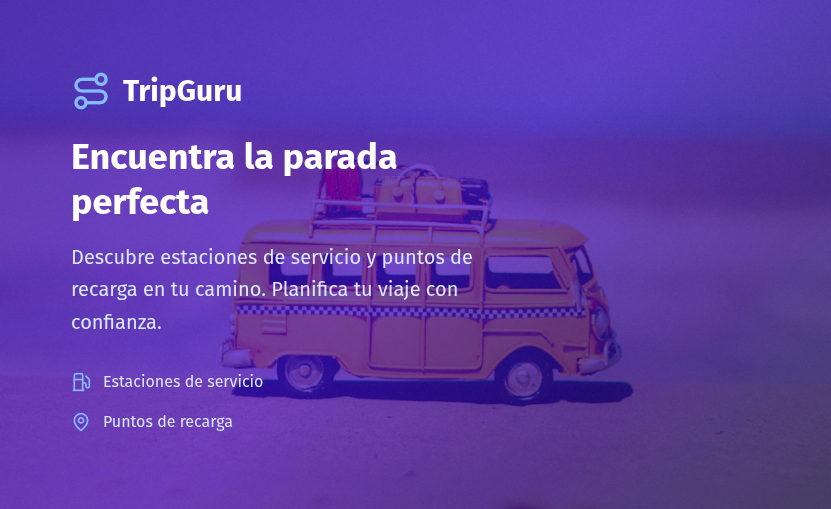 TripGuru
Encuentra la parada
perfecta
Descubre estaciones de servicio y puntos de
recarga en tu camino. Planifica tu viaje con
confianza.
Estaciones de servicio
Puntos de recarga